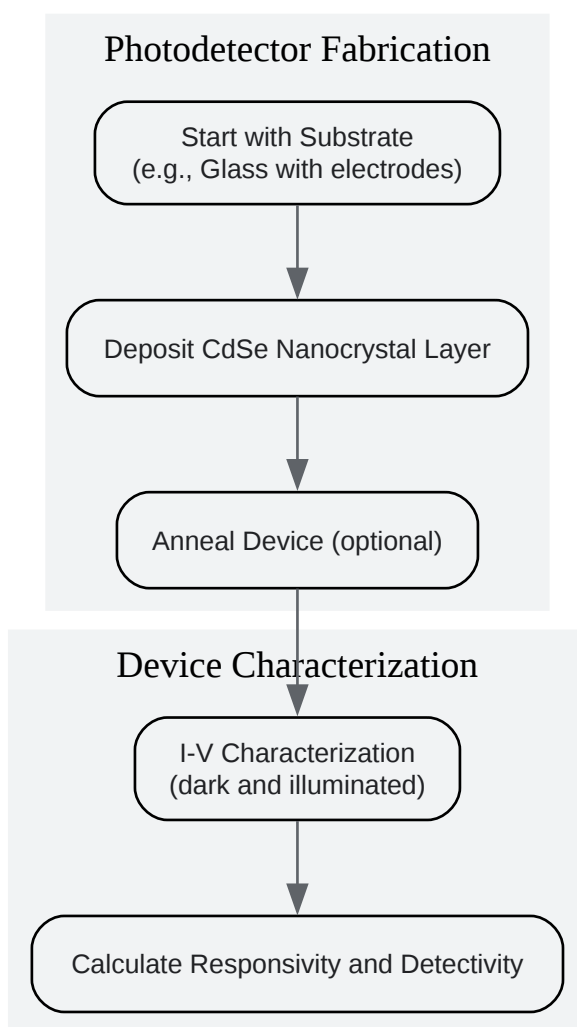 Photodetector Fabrication
Start with Substrate
(e.g., Glass with electrodes)
Deposit CdSe Nanocrystal Layer
Anneal Device (optional)
Device Characterization
I-V Characterization
(dark and illuminated)
Calculate Responsivity and Detectivity